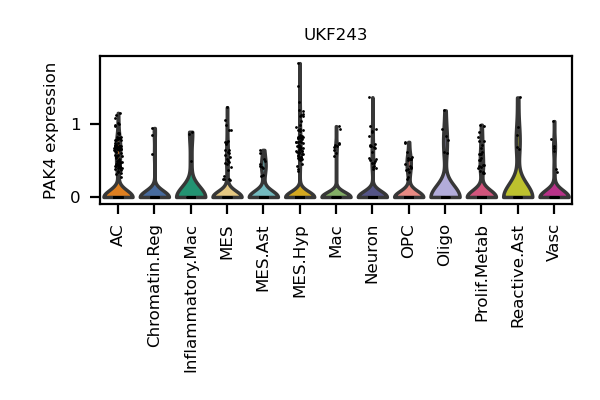 UKF243
PAK4 expression
1
0
AC
Chromatin.Reg
Inflammatory.Mac
MES
MES.Ast
MES.Hyp
Mac
Neuron
OPC
Oligo
Prolif.Metab
Reactive.Ast
Vasc